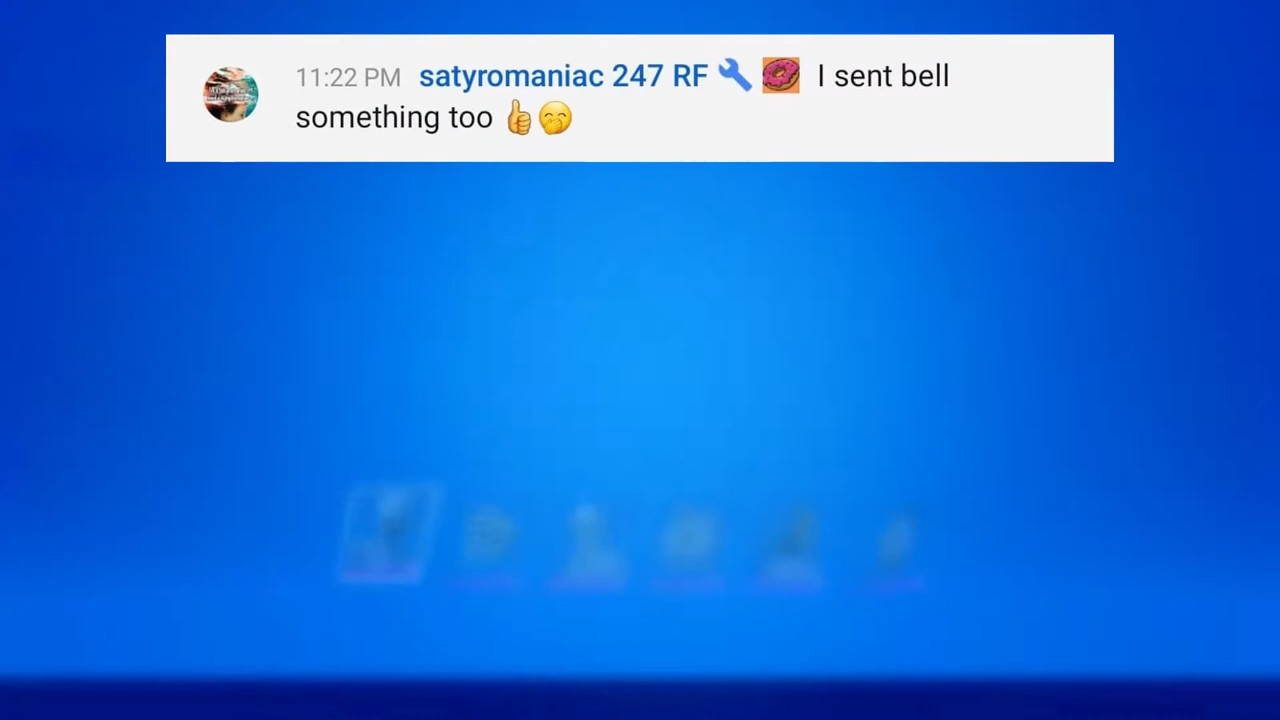 11:22 PM satyromaniac 247 RF 🔧 🍩 I sent bell
something too 👍🤭